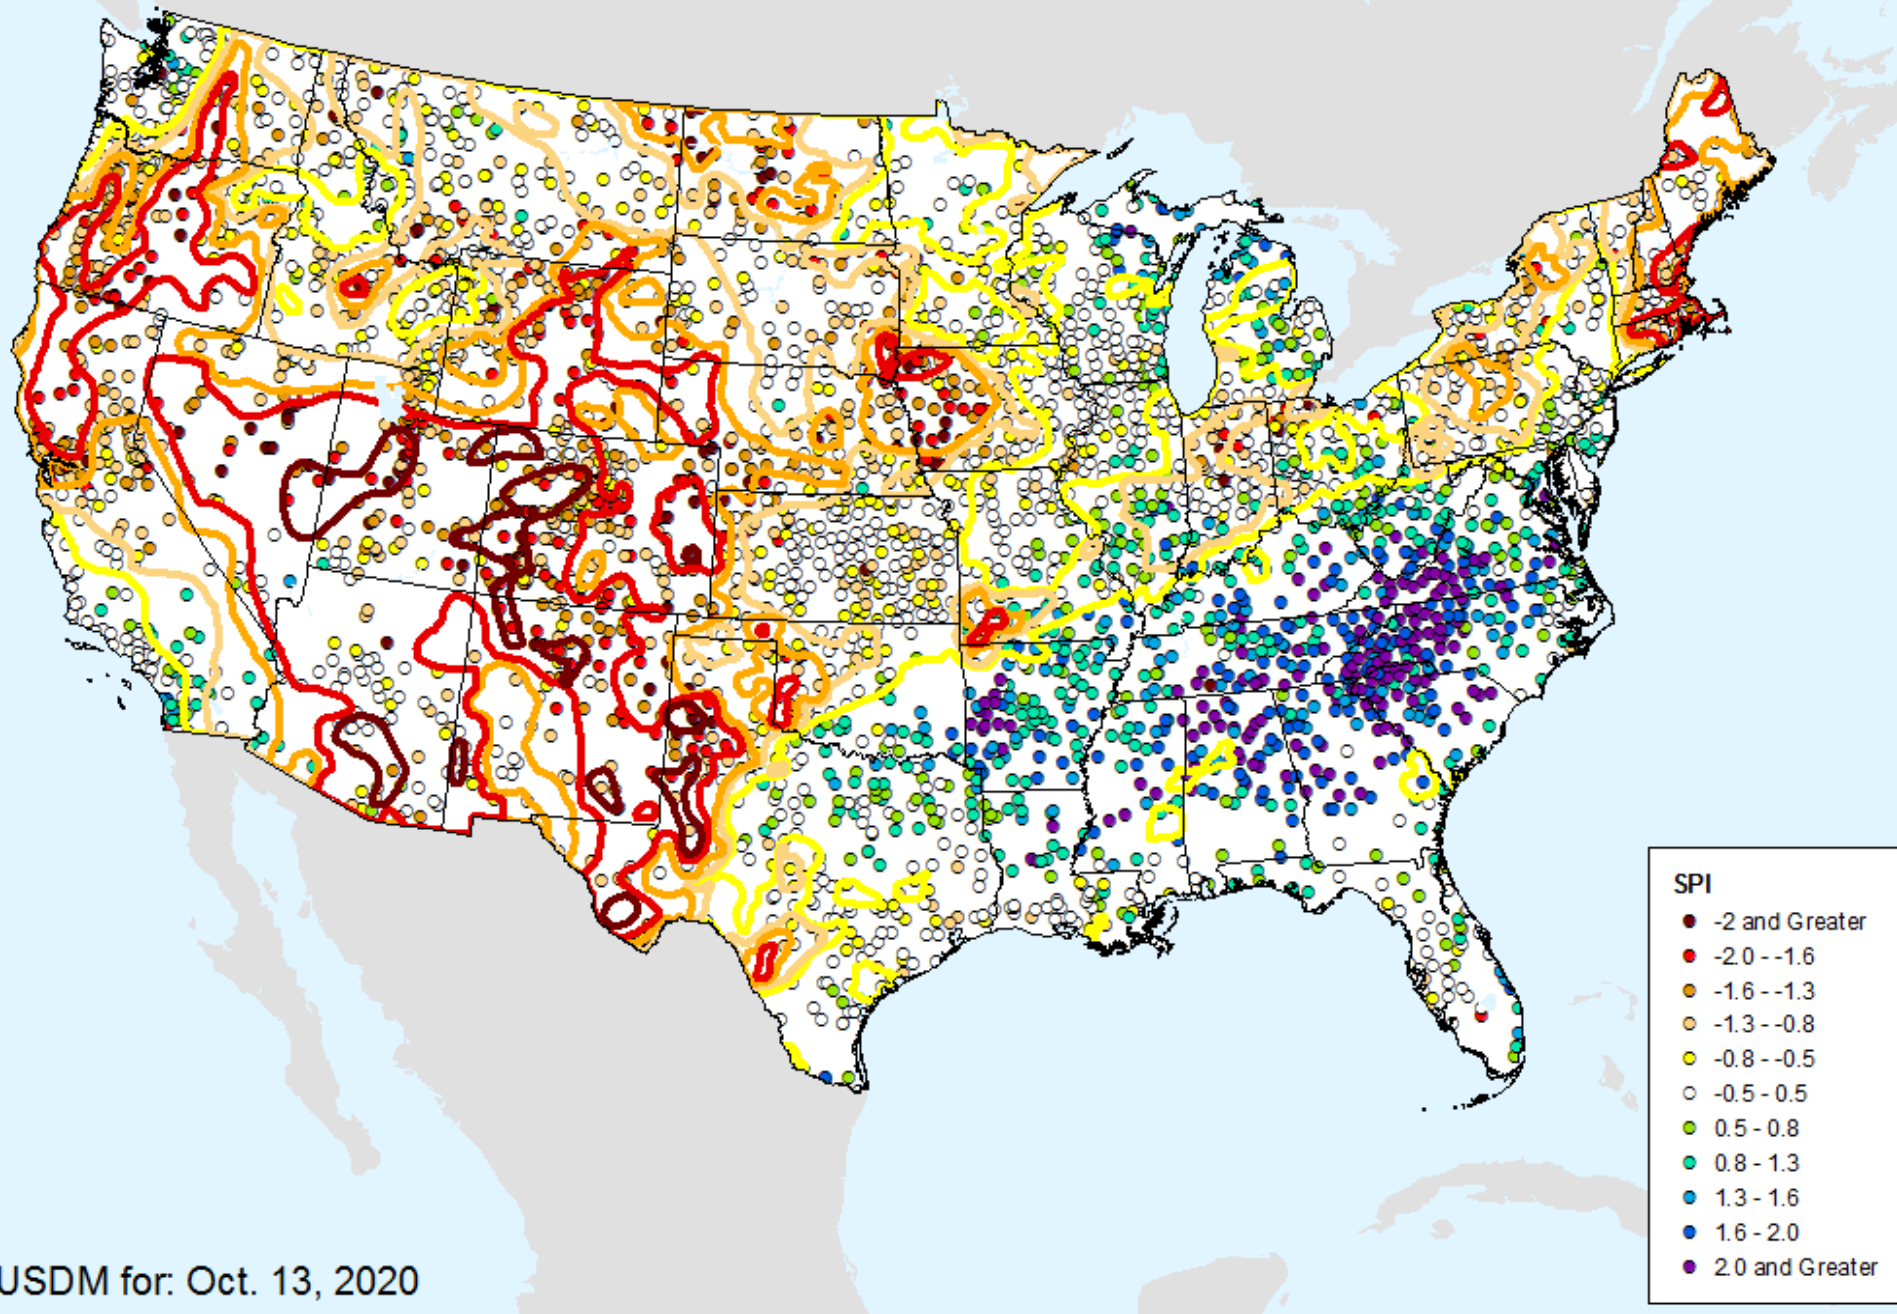 SPI
-2 and Greater
-2.0 - -1.6
-1.6 - -1.3
-1.3 - -0.8
-0.8 - -0.5
-0.5 - 0.5
0.5 - 0.8
0.8 - 1.3
1.3 - 1.6
1.6 - 2.0
2.0 and Greater
USDM for: Oct. 13, 2020